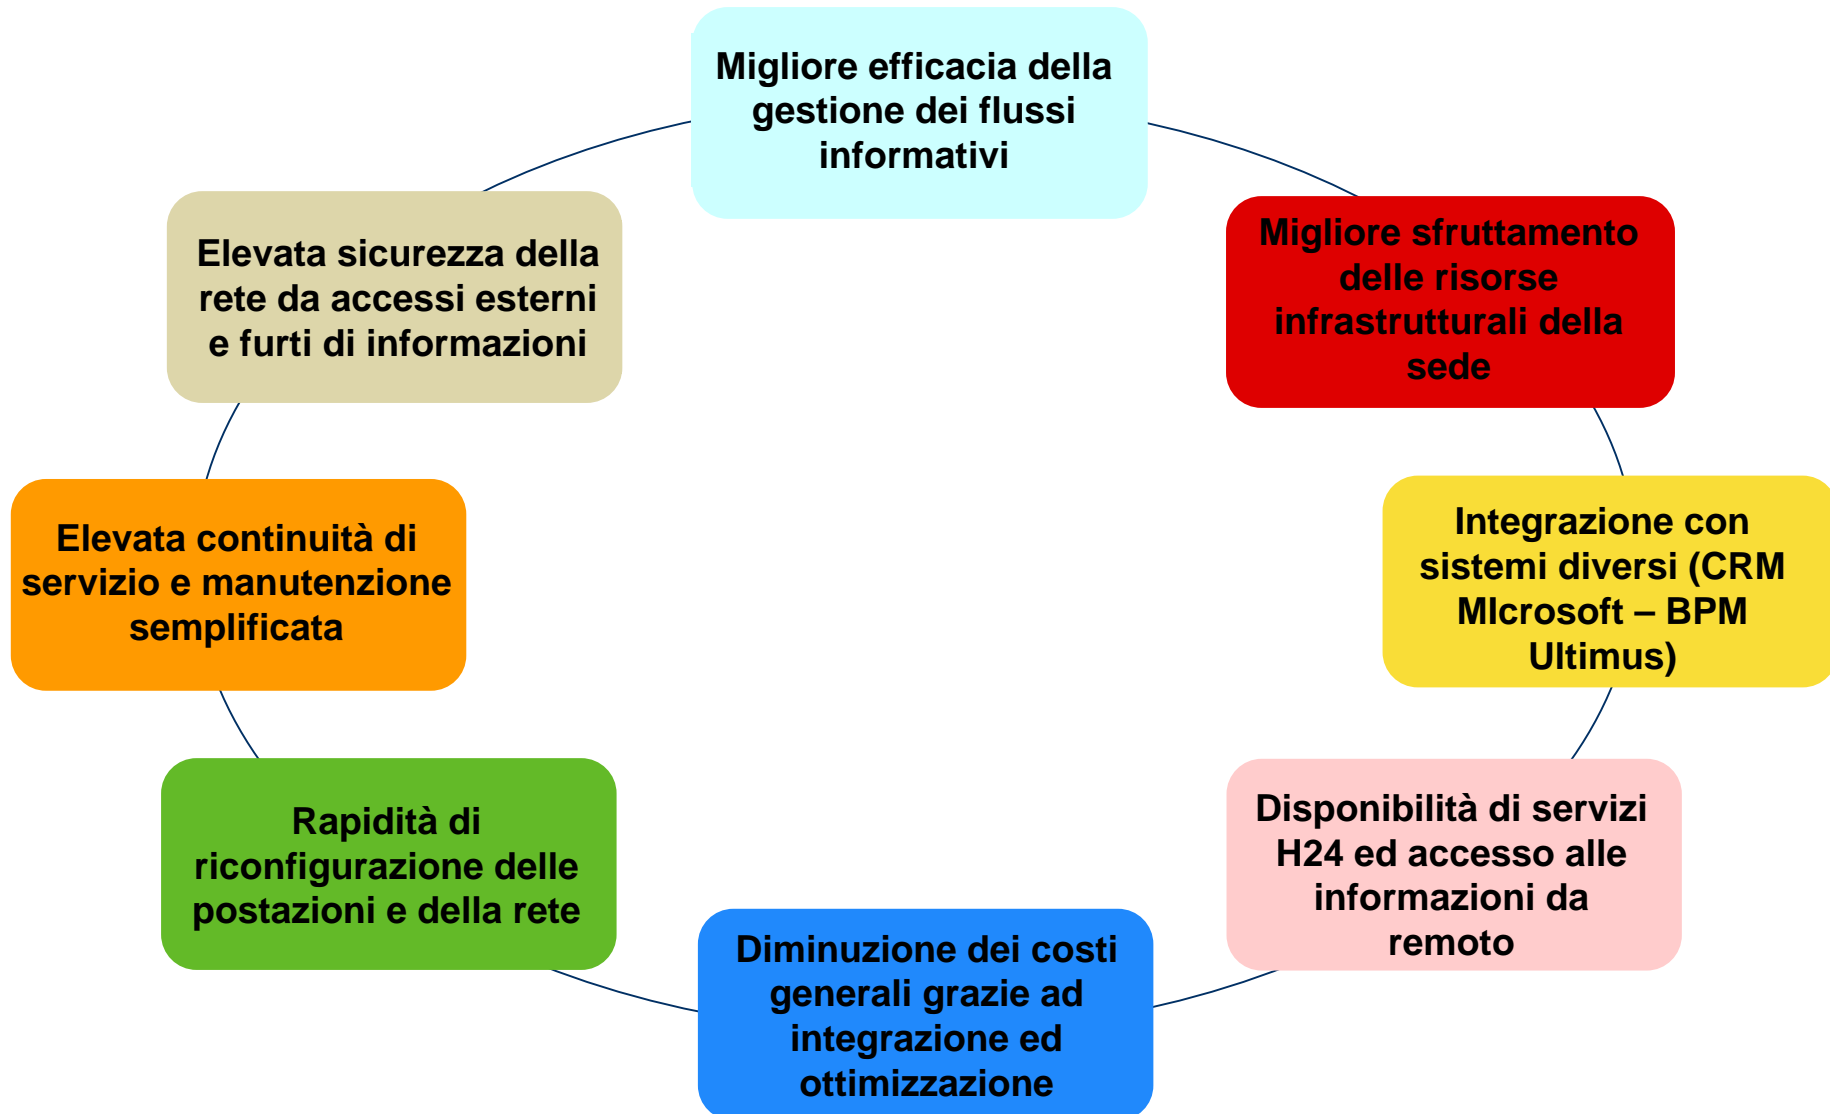 Migliore efficacia della
gestione dei flussi
informativi
Migliore sfruttamento
delle risorse
infrastrutturali della
sede
Integrazione con
sistemi diversi (CRM
MIcrosoft – BPM
Ultimus)
Disponibilità di servizi
H24 ed accesso alle
informazioni da
remoto
Diminuzione dei costi
generali grazie ad
integrazione ed
ottimizzazione
Rapidità di
riconfigurazione delle
postazioni e della rete
Elevata continuità di
servizio e manutenzione
semplificata
Elevata sicurezza della
rete da accessi esterni
e furti di informazioni